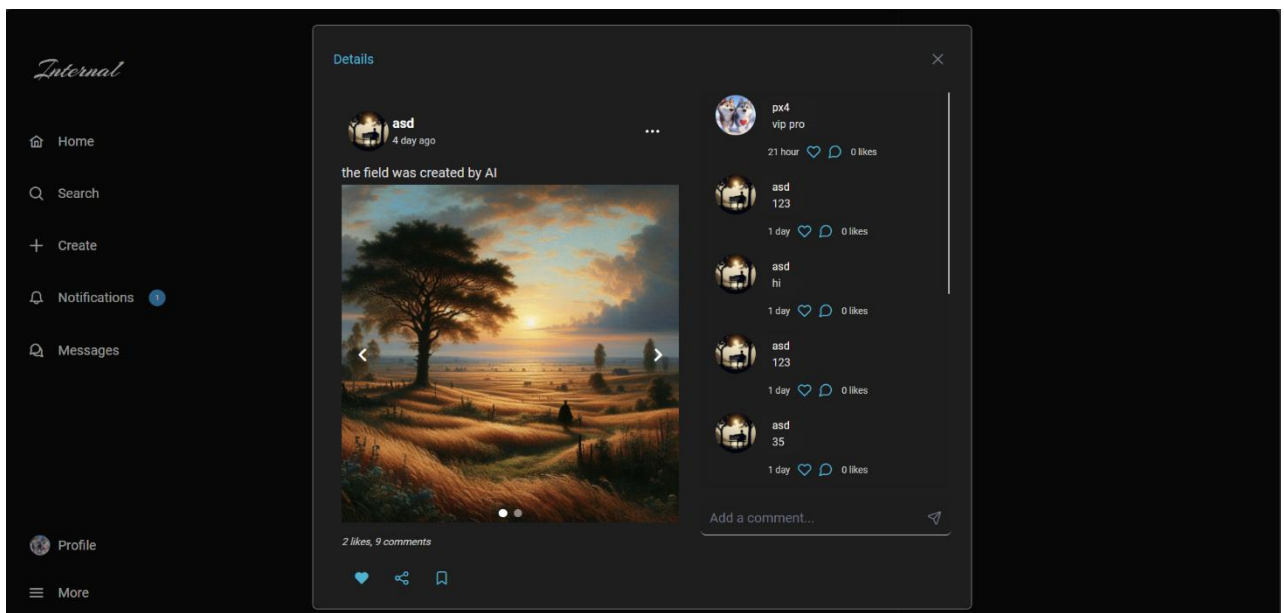 Internal
Home
Search
Create
Notifications 1
Messages
Profile
More
Details
asd
4 day ago
the field was created by AI
2 likes, 9 comments
px4
vip pro
21 hour 0 likes
asd
123
1 day 0 likes
asd
hi
1 day 0 likes
asd
123
1 day 0 likes
asd
35
1 day 0 likes
Add a comment...